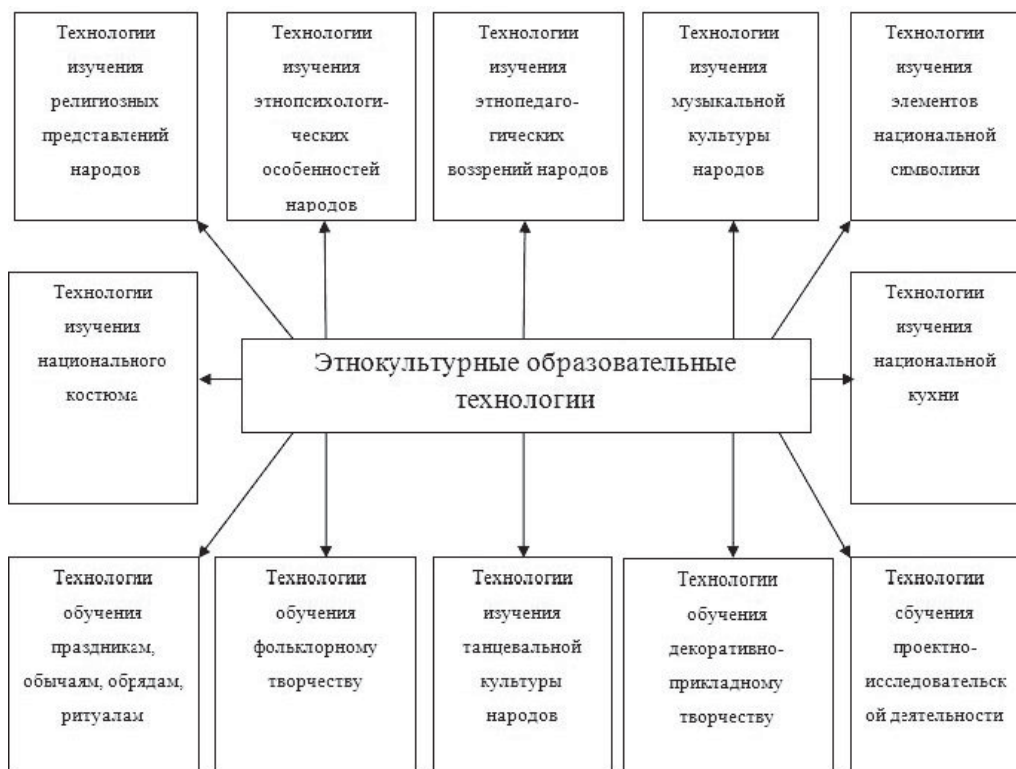 Технологии
изучения
религиозных
представлений
народов
Технологии
изучения
этнопсихологи-
ческих
особенностей
народов
Технологии
изучения
этнопедаго-
гических
воззрений народов
Технологии
изучения
музыкальной
культуры
народов
Технологии
изучения
элементов
национальной
символики
Технологии
изучения
национального
костюма
Этнокультурные образовательные
технологии
Технологии
изучения
национальной
кухни
Технологии
обучения
праздникам,
обычаям, обрядам,
ритуалам
Технологии
обучения
фольклорному
творчеству
Технологии
изучения
танцевальной
культуры
народов
Технологии
обучения
декоративно-
прикладному
творчеству
Технологии
обучения
проектно-
исследовательск
ой деятельности